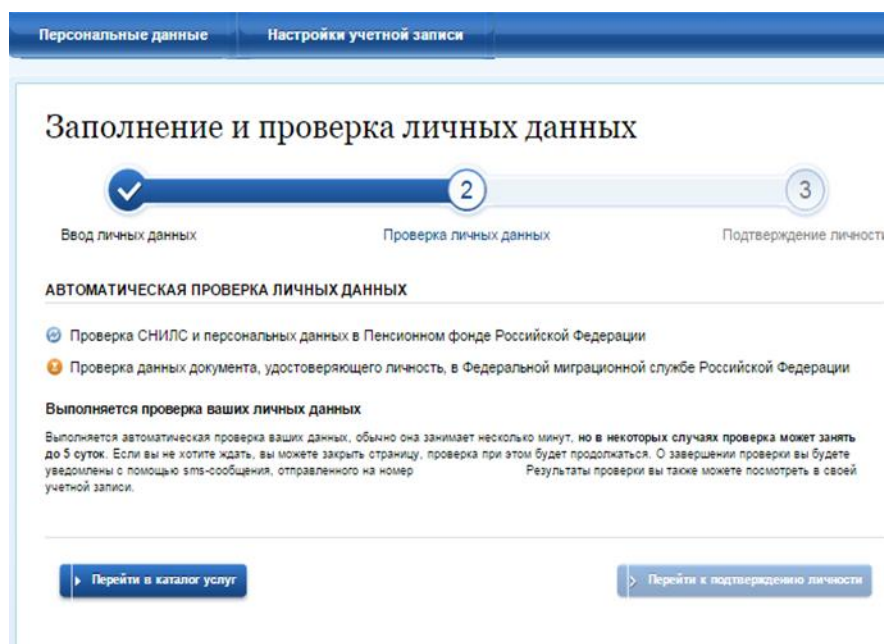 Персональные данные
Настройки учетной записи
Заполнение и проверка личных данных
2
3
Ввод личных данных
Проверка личных данных
Подтверждение личности
АВТОМАТИЧЕСКАЯ ПРОВЕРКА ЛИЧНЫХ ДАННЫХ
Проверка СНИЛС и персональных данных в Пенсионном фонде Российской Федерации
Проверка данных документа, удостоверяющего личность, в Федеральной миграционной службе Российской Федерации
Выполняется проверка ваших личных данных
Выполняется автоматическая проверка ваших данных, обычно она занимает несколько минут, но в некоторых случаях проверка может занять
до 5 суток. Если вы не хотите ждать, вы можете закрыть страницу, проверка при этом будет продолжаться. О завершении проверки вы будете
уведомлены с помощью sms-сообщения, отправленного на номер Результаты проверки вы также можете посмотреть в своей
учетной записи.
Перейти в каталог услуг
Перейти к подтверждению личности